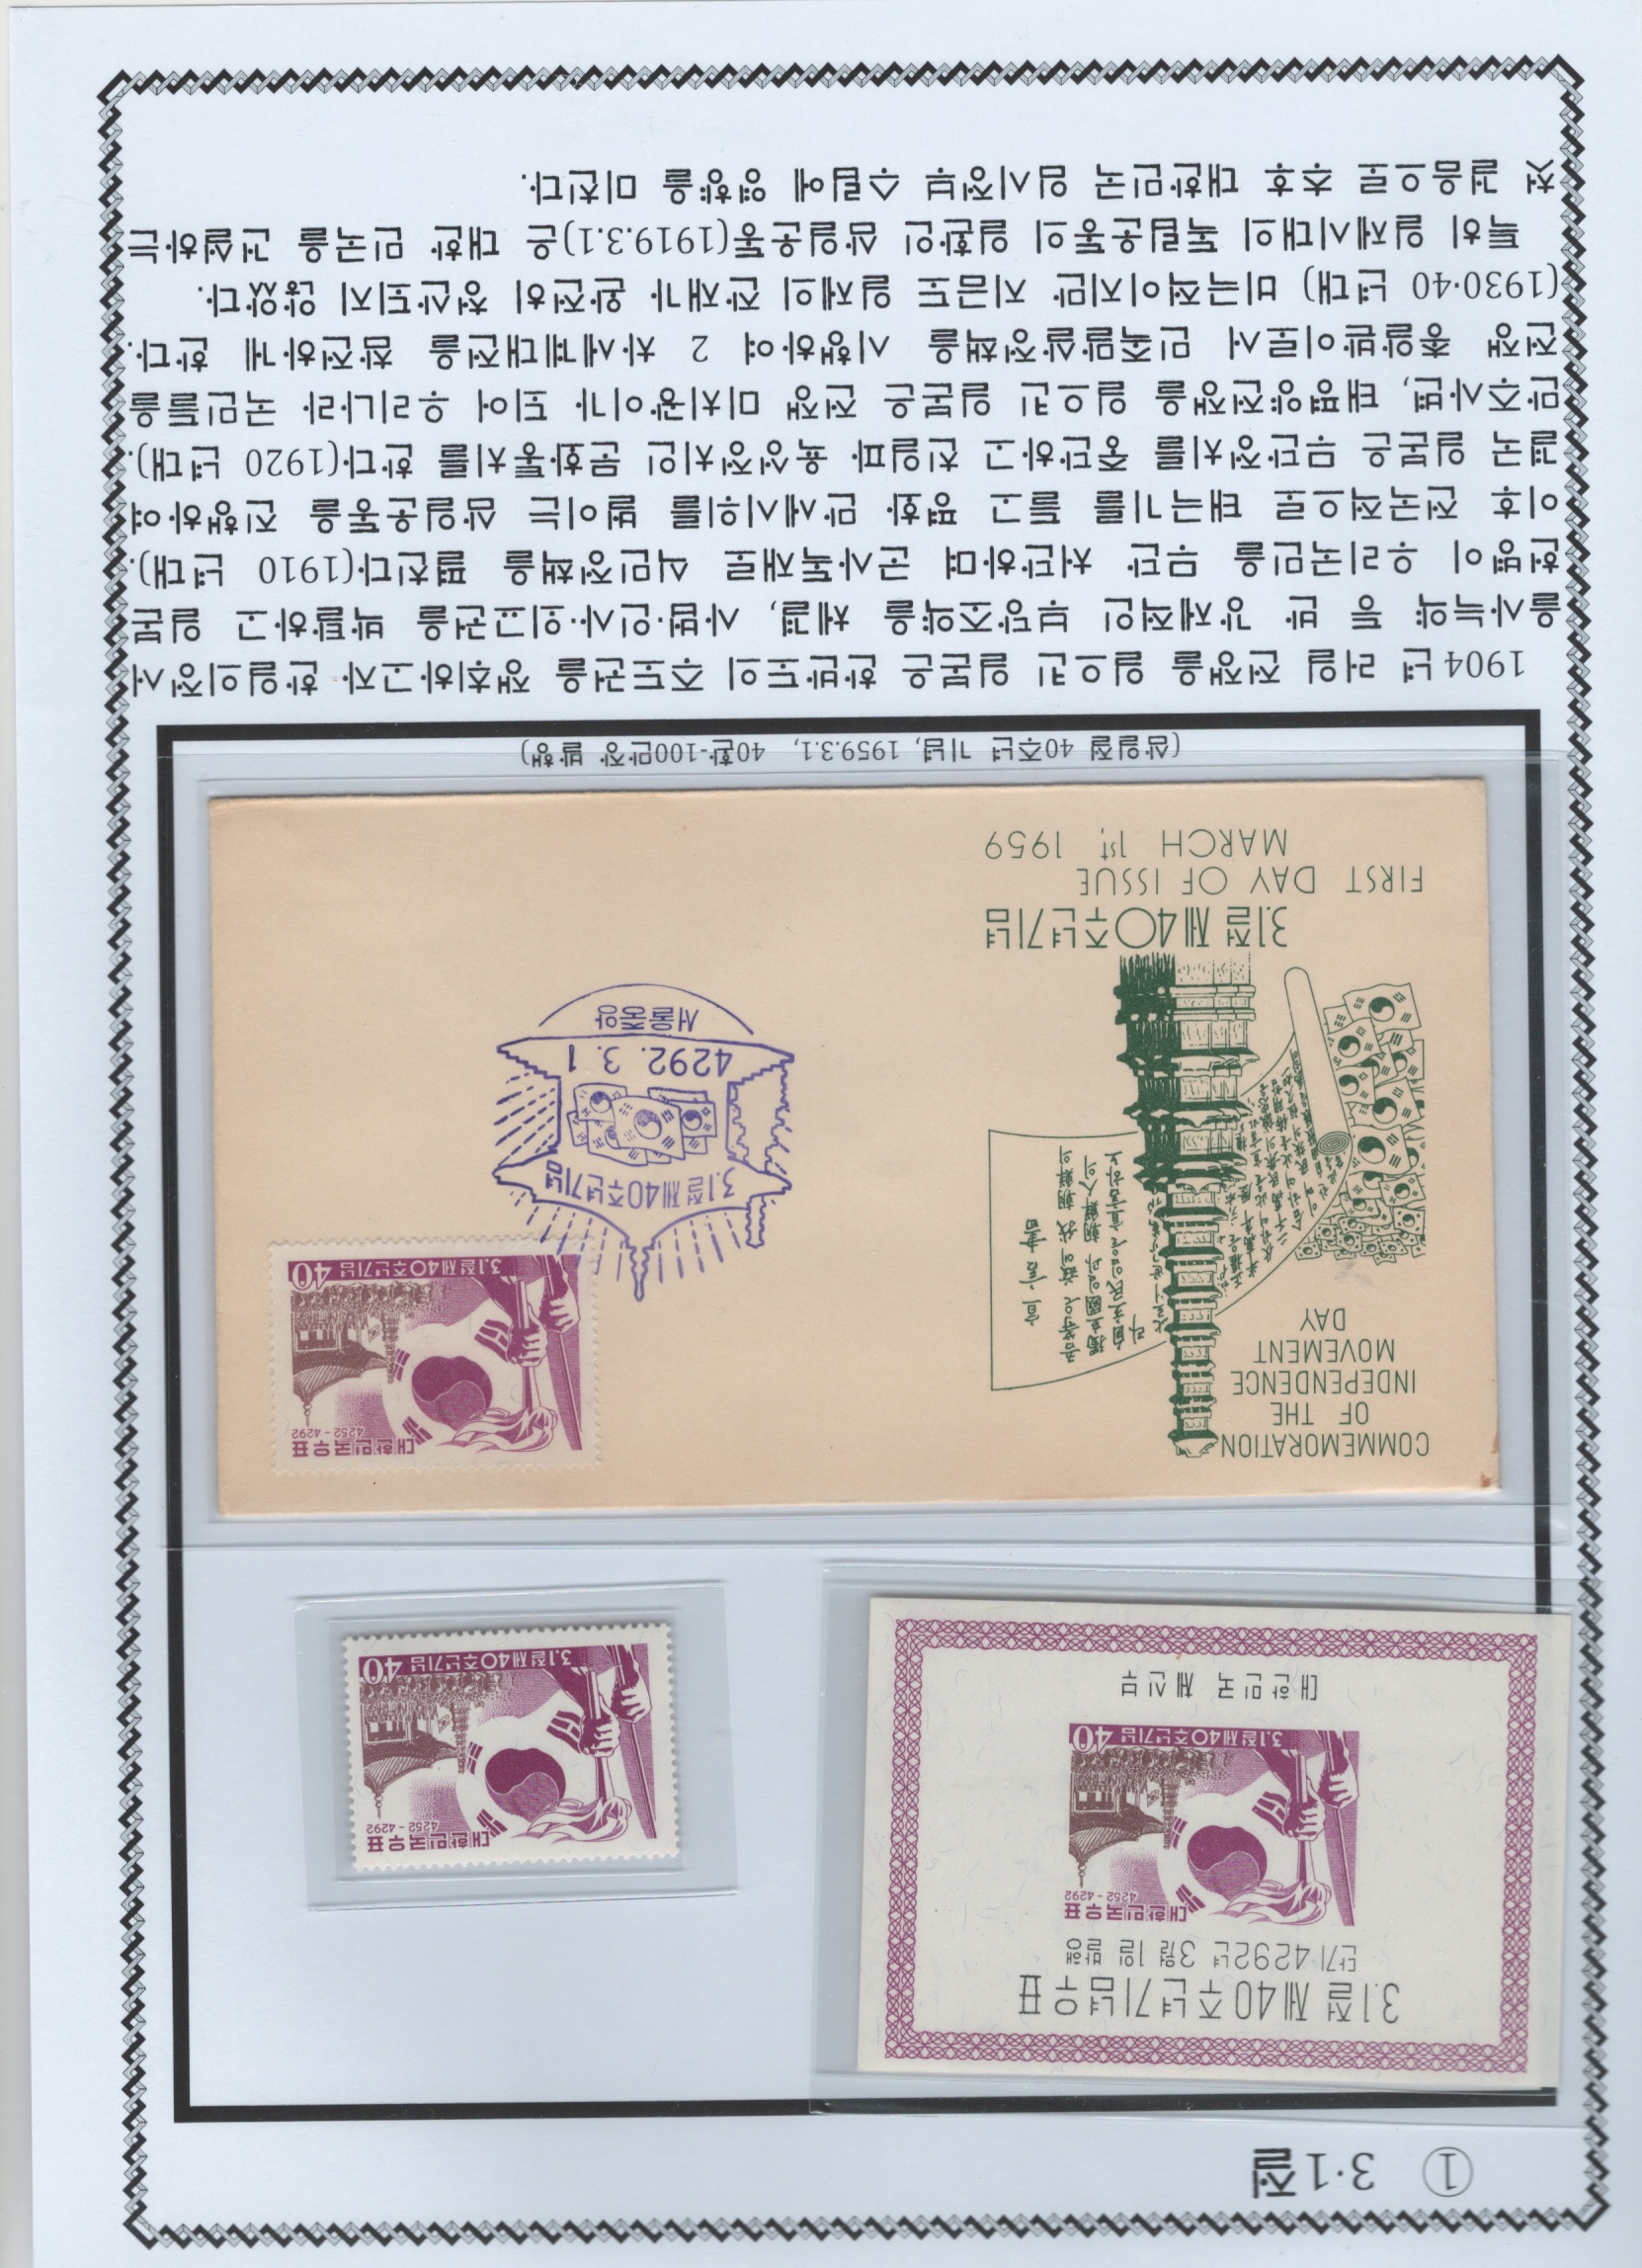 ① 3·1절
3.1절 제40주년기념우표
단기 4292년 3월 1일 발행
대한민국우표
4252-4292
3.1절제40주년기념 40
대한민국 체신부
대한민국우표
4252-4292
3.1절제40주년기념 40
COMMEMORATION
OF THE
INDEPENDENCE
MOVEMENT
DAY
宣言書
吾等은 玆에 我 朝鮮의
獨立國임과 朝鮮人의
自主民임을 宣言하노
라
半萬年 歷
二千萬 民衆의 誠忠을
合하여 此를 佈明함
이며 民族의
3.1절 제40주년기념
FIRST DAY OF ISSUE
MARCH 1st, 1959
대한민국우표
4252-4292
3.1절제40주년기념 40
3.1절제40주년기념
4292. 3. 1
서울중앙
(삼일절 40주년 기념, 1959.3.1, 40환-100만장 발행)
1904년 러일 전쟁을 일으킨 일본은 한반도의 주도권을 쟁취하고자 한일의정서
을사늑약 등 반 강제적인 부당조약을 체결, 사법·인사··외교권을 박탈하고 일본
헌병이 우리국민을 무단 처단하며 군사독재로 식민정책을 펼친다(1910 년대).
이후 전국적으로 태극기를 들고 평화 만세시위를 벌이는 삼일운동을 진행하여
결국 일본은 무단정치를 중단하고 친일파 육성정치인 문화통치를 한다(1920 년대).
만주사변, 태평양전쟁을 일으킨 일본은 전쟁 미치광이가 되어 우리나라 국민들을
전쟁 총알받이로서 민족말살정책을 시행하여 2 차세계대전을 참전하게 한다.
(1930·40 년대) 비극적이지만 지금도 일제의 잔재가 완전히 청산되지 않았다.
특히 일제시대의 독립운동의 일환인 삼일운동(1919.3.1)은 대한 민국을 건설하는
첫 걸음으로 추후 대한민국 임시정부 수립에 영향을 미친다.